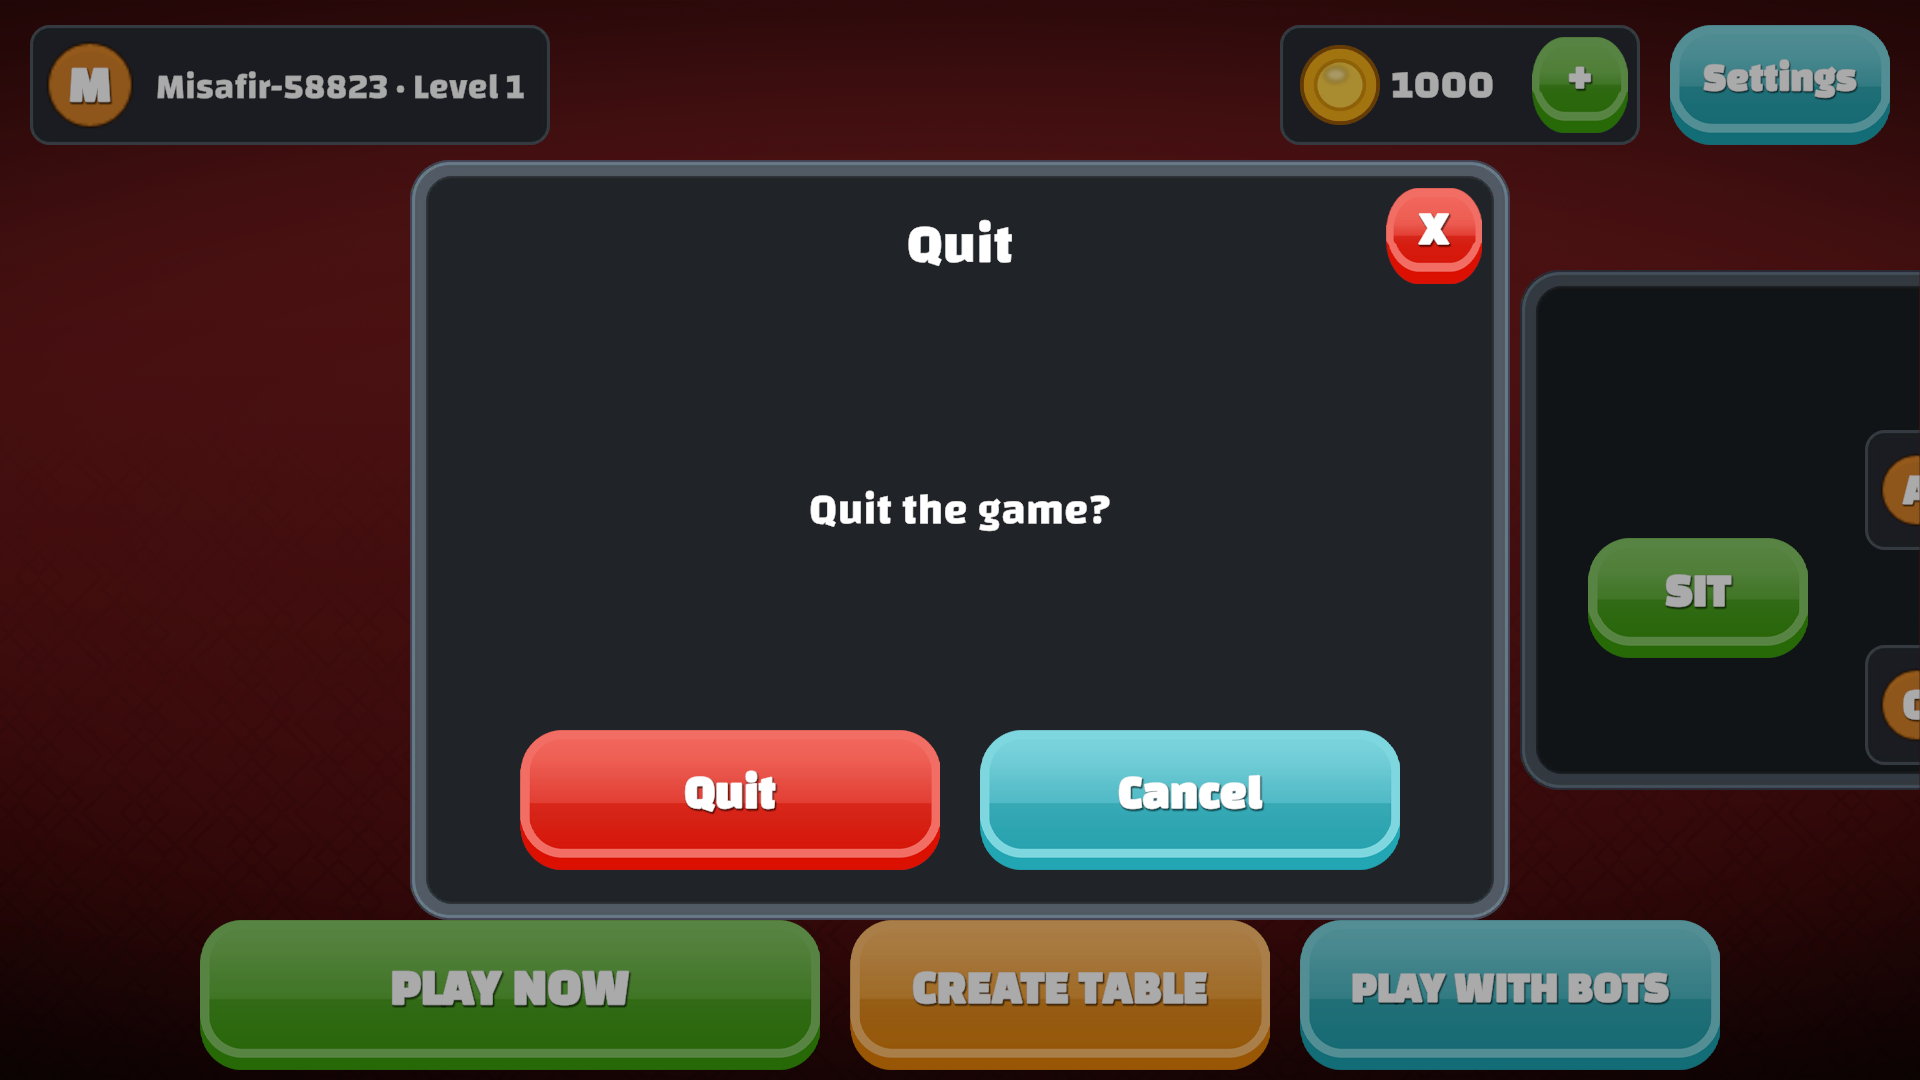 M
Misafir-58823 · Level 1
1000
+
Settings
Quit
X
Quit the game?
Quit
Cancel
A
SIT
C
PLAY NOW
CREATE TABLE
PLAY WITH BOTS